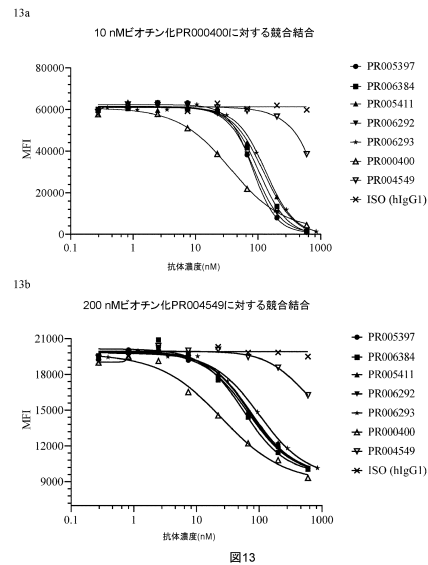 13a
10 nMビオチン化PR000400に対する競合結合
80000
60000
40000
20000
0
MFI
0.1
1
10
100
1000
抗体濃度(nM)
PR005397
PR006384
PR005411
PR006292
PR006293
PR000400
PR004549
ISO (hIgG1)
13b
200 nMビオチン化PR004549に対する競合結合
21000
18000
15000
12000
9000
MFI
0.1
1
10
100
1000
抗体濃度(nM)
PR005397
PR006384
PR005411
PR006292
PR006293
PR000400
PR004549
ISO (hIgG1)
図13